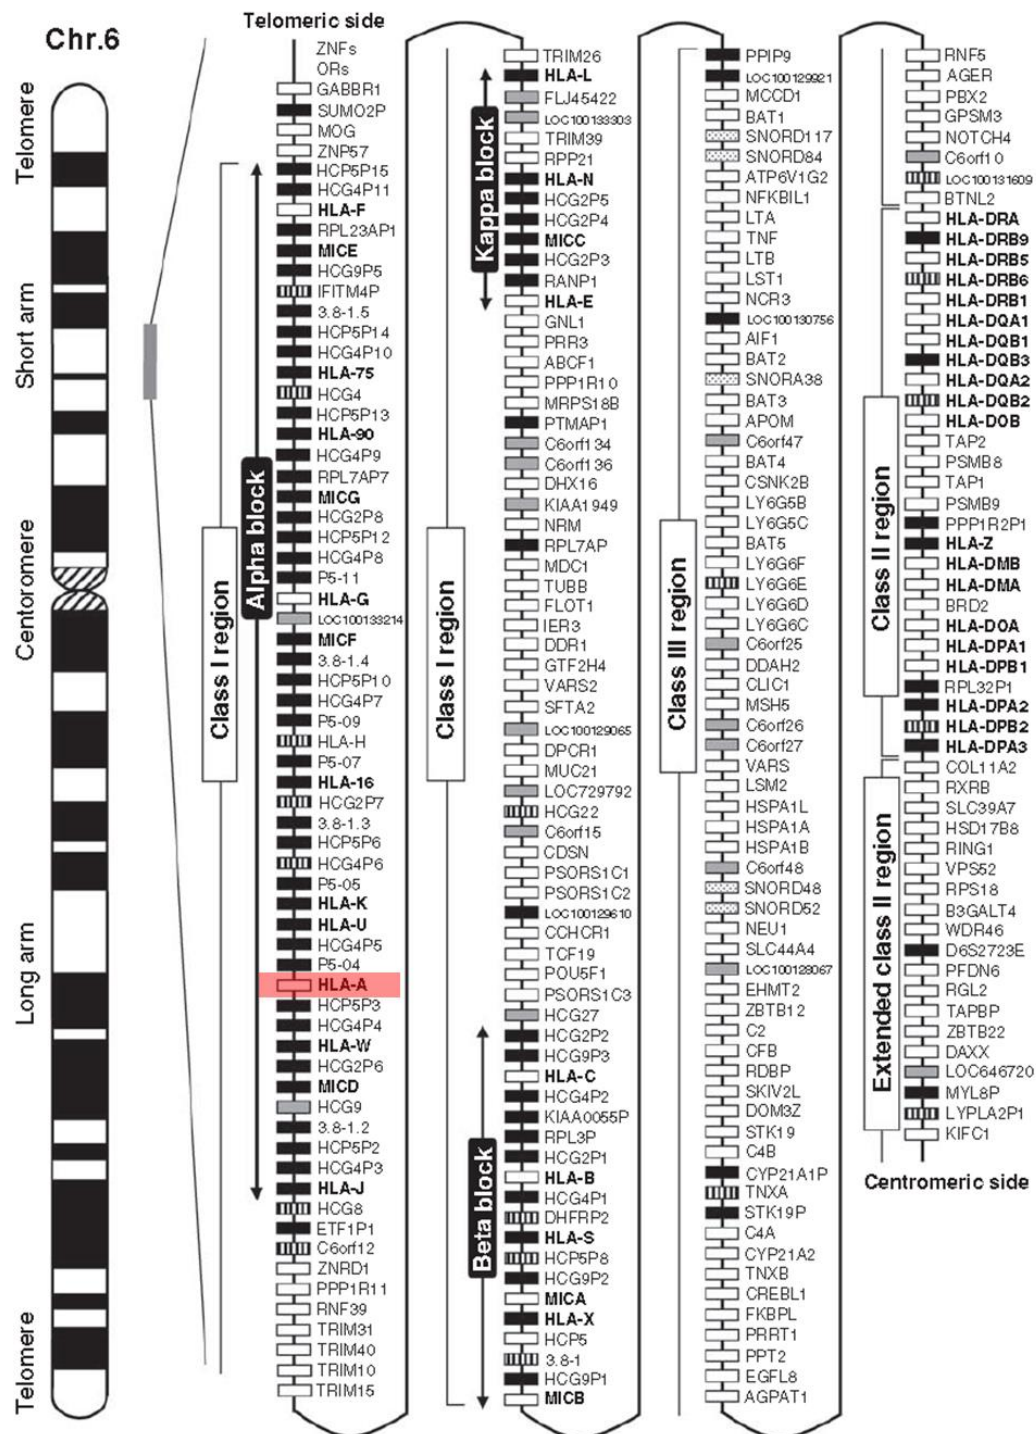 Chr.6
Telomere
Short arm
Centoromere
Long arm
Telomere
Telomeric side
ZNFs
ORs
GABBR1
SUMO2P
MOG
ZNP57
HCP5P15
HCG4P11
HLA-F
RPL23AP1
MICE
HCG9P5
IFITM4P
3.8-1.5
HCP5P14
HCG4P10
HLA-75
HCG4
HCP5P13
HLA-90
HCG4P9
RPL7AP7
MICG
HCG2P8
HCP5P12
HCG4P8
P5-11
HLA-G
LOC100133214
MICF
3.8-1.4
HCP5P10
HCG4P7
P5-09
HLA-H
P5-07
HLA-16
HCG2P7
3.8-1.3
HCP5P6
HCG4P6
P5-05
HLA-K
HLA-U
HCG4P5
P5-04
HLA-A
HCP5P3
HCG4P4
HLA-W
HCG2P6
MICD
HCG9
3.8-1.2
HCP5P2
HCG4P3
HLA-J
HCG8
ETF1P1
C6orf12
ZNRD1
PPP1R11
RNF39
TRIM31
TRIM40
TRIM10
TRIM15
Class I region
Alpha block
TRIM26
HLA-L
FLJ45422
LOC100133303
TRIM39
RPP21
HLA-N
HCG2P5
HCG2P4
MICC
HCG2P3
RANP1
HLA-E
GNL1
PRR3
ABCF1
PPP1R10
MRPS18B
PTMAP1
C6orf134
C6orf136
DHX16
KIAA1949
NRM
RPL7AP
MDC1
TUBB
FLOT1
IER3
DDR1
GTF2H4
VARS2
SFTA2
LOC100129065
DPCR1
MUC21
LOC729792
HCG22
C6orf15
CDSN
PSORS1C1
PSORS1C2
LOC100129610
CCHCR1
TCF19
POU5F1
PSORS1C3
HCG27
HCG2P2
HCG9P3
HLA-C
HCG4P2
KIAA0055P
RPL3P
HCG2P1
HLA-B
HCG4P1
DHFRP2
HLA-S
HCP5P8
HCG9P2
MICA
HLA-X
HCP5
3.8-1
HCG9P1
MICB
Class I region
Kappa block
Beta block
PPIP9
LOC100129921
MCCD1
BAT1
SNORD117
SNORD84
ATP6V1G2
NFKBIL1
LTA
TNF
LTB
LST1
NCR3
LOC100130756
AIF1
BAT2
SNORA38
BAT3
APOM
C6orf47
BAT4
CSNK2B
LY6G5B
LY6G5C
BAT5
LY6G6F
LY6G6E
LY6G6D
LY6G6C
C6orf25
DDAH2
CLIC1
MSH5
C6orf26
C6orf27
VARS
LSM2
HSPA1L
HSPA1A
HSPA1B
C6orf48
SNORD48
SNORD52
NEU1
SLC44A4
LOC100128067
EHMT2
ZBTB12
C2
CFB
RDBP
SKIV2L
DOM3Z
STK19
C4B
CYP21A1P
TNXA
STK19P
C4A
CYP21A2
TNXB
CREBL1
FKBPL
PRRT1
PPT2
EGFL8
AGPAT1
Class III region
RNF5
AGER
PBX2
GPSM3
NOTCH4
C6orf10
LOC100131609
BTNL2
HLA-DRA
HLA-DRB9
HLA-DRB5
HLA-DRB6
HLA-DRB1
HLA-DQA1
HLA-DQB1
HLA-DQB3
HLA-DQA2
HLA-DQB2
HLA-DOB
TAP2
PSMB8
TAP1
PSMB9
PPP1R2P1
HLA-Z
HLA-DMB
HLA-DMA
BRD2
HLA-DOA
HLA-DPA1
HLA-DPB1
RPL32P1
HLA-DPA2
HLA-DPB2
HLA-DPA3
COL11A2
RXRB
SLC39A7
HSD17B8
RING1
VPS52
RPS18
B3GALT4
WDR46
D6S2723E
PFDN6
RGL2
TAPBP
ZBTB22
DAXX
LOC646720
MYL8P
LYPLA2P1
KIFC1
Class II region
Extended class II region
Centromeric side